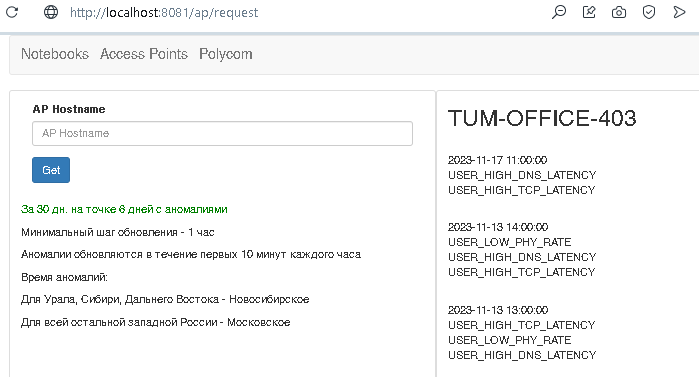 http://localhost:8081/ap/request
Notebooks Access Points Polycom
AP Hostname
AP Hostname
Get
За 30 дн. на точке 6 дней с аномалиями
Минимальный шаг обновления - 1 час
Аномалии обновляются в течение первых 10 минут каждого часа
Время аномалий:
Для Урала, Сибири, Дальнего Востока - Новосибирское
Для всей остальной западной России - Московское
TUM-OFFICE-403
2023-11-17 11:00:00
USER_HIGH_DNS_LATENCY
USER_HIGH_TCP_LATENCY
2023-11-13 14:00:00
USER_LOW_PHY_RATE
USER_HIGH_DNS_LATENCY
USER_HIGH_TCP_LATENCY
2023-11-13 13:00:00
USER_HIGH_TCP_LATENCY
USER_LOW_PHY_RATE
USER_HIGH_DNS_LATENCY